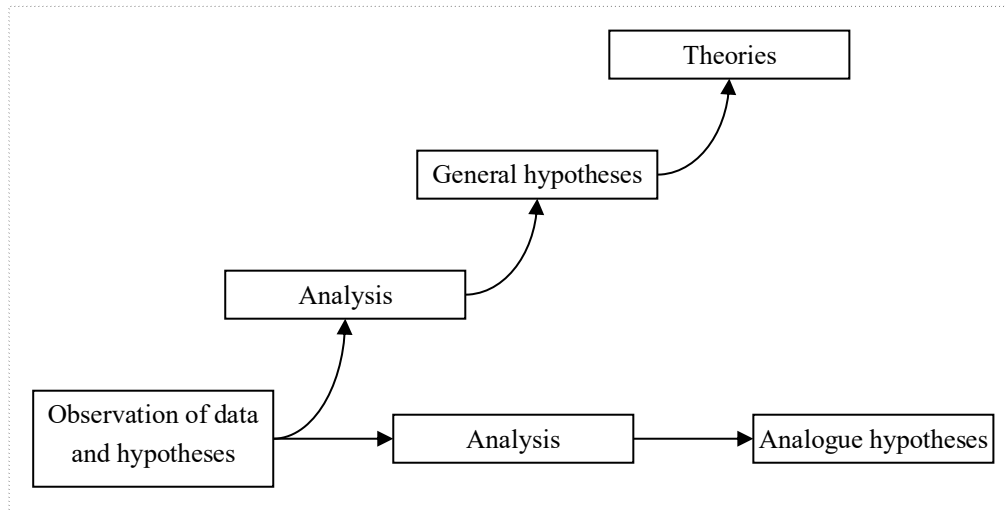 Theories
General hypotheses
Analysis
Observation of data
and hypotheses
Analysis
Analogue hypotheses